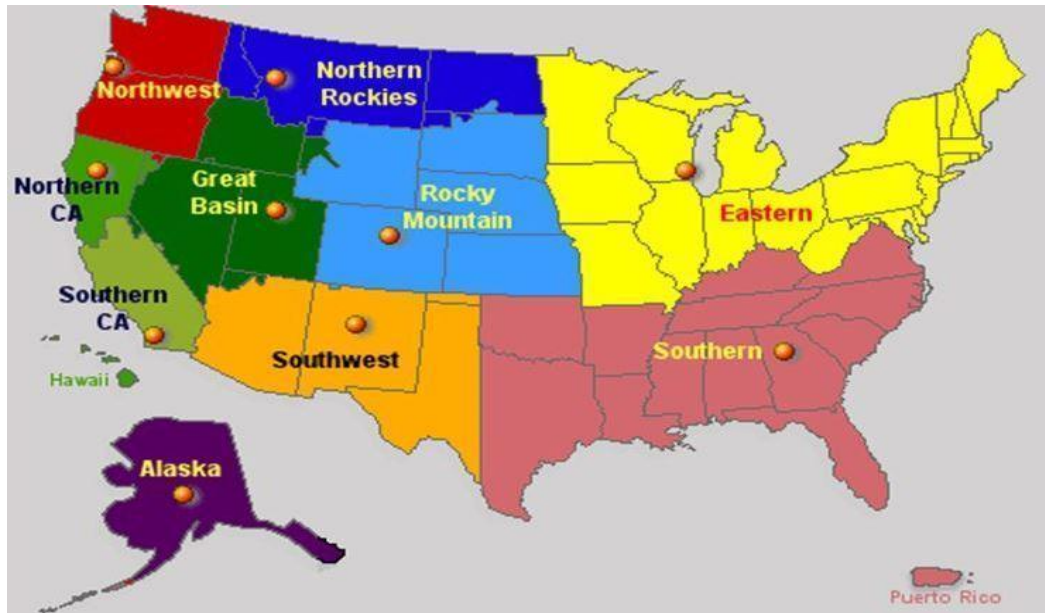 Northern
Rockies
Northwest
Great
Basin
Northern
CA
Rocky
Mountain
Eastern
Southern
CA
Southwest
Southern
Hawaii
Alaska
Puerto Rico